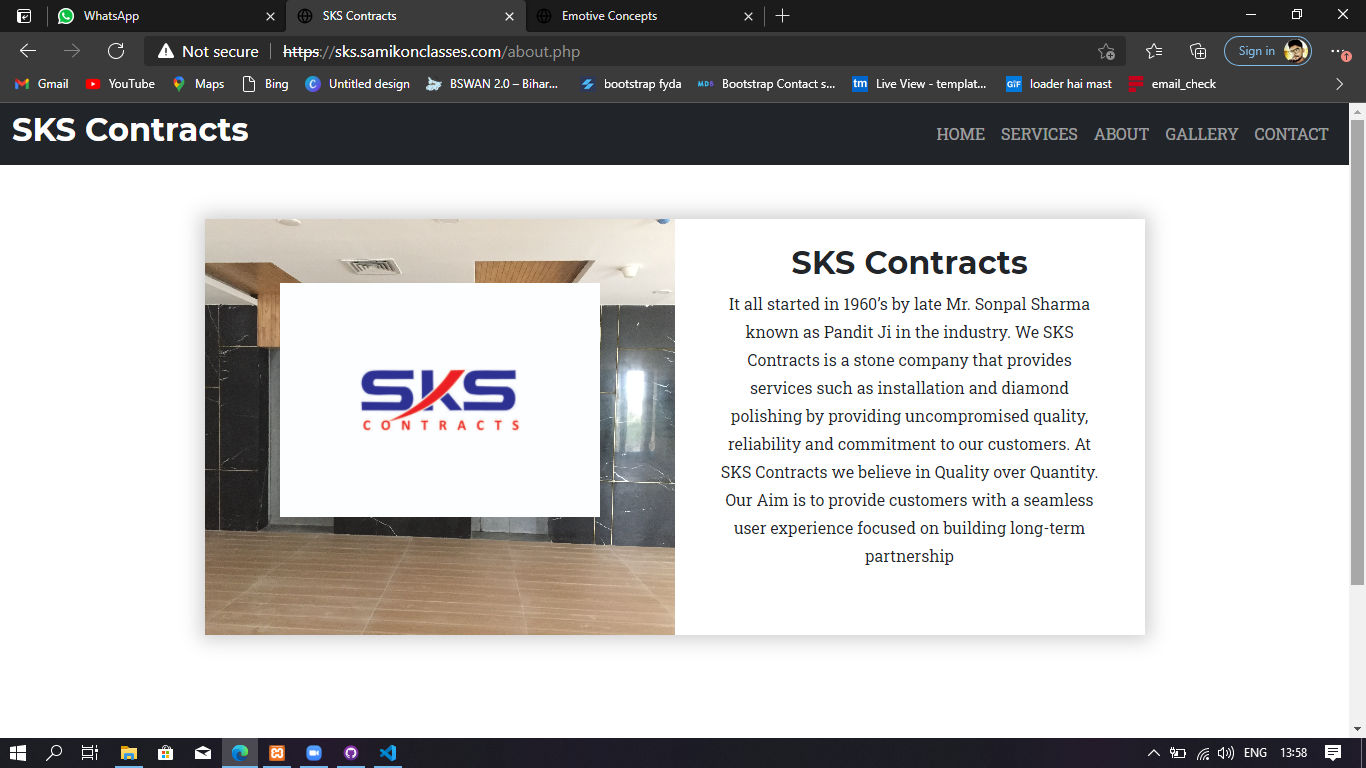 WhatsApp
SKS Contracts
Emotive Concepts
Not secure
https://sks.samikonclasses.com/about.php
Sign in
Gmail
YouTube
Maps
Bing
Untitled design
BSWAN 2.0 – Bihar...
bootstrap fyda
MDB
Bootstrap Contact s...
tm
Live View - templat...
GIF
loader hai mast
email_check
SKS Contracts
HOME SERVICES ABOUT GALLERY CONTACT
SKS
CONTRACTS
SKS Contracts
It all started in 1960’s by late Mr. Sonpal Sharma
known as Pandit Ji in the industry. We SKS
Contracts is a stone company that provides
services such as installation and diamond
polishing by providing uncompromised quality,
reliability and commitment to our customers. At
SKS Contracts we believe in Quality over Quantity.
Our Aim is to provide customers with a seamless
user experience focused on building long-term
partnership
ENG
13:58